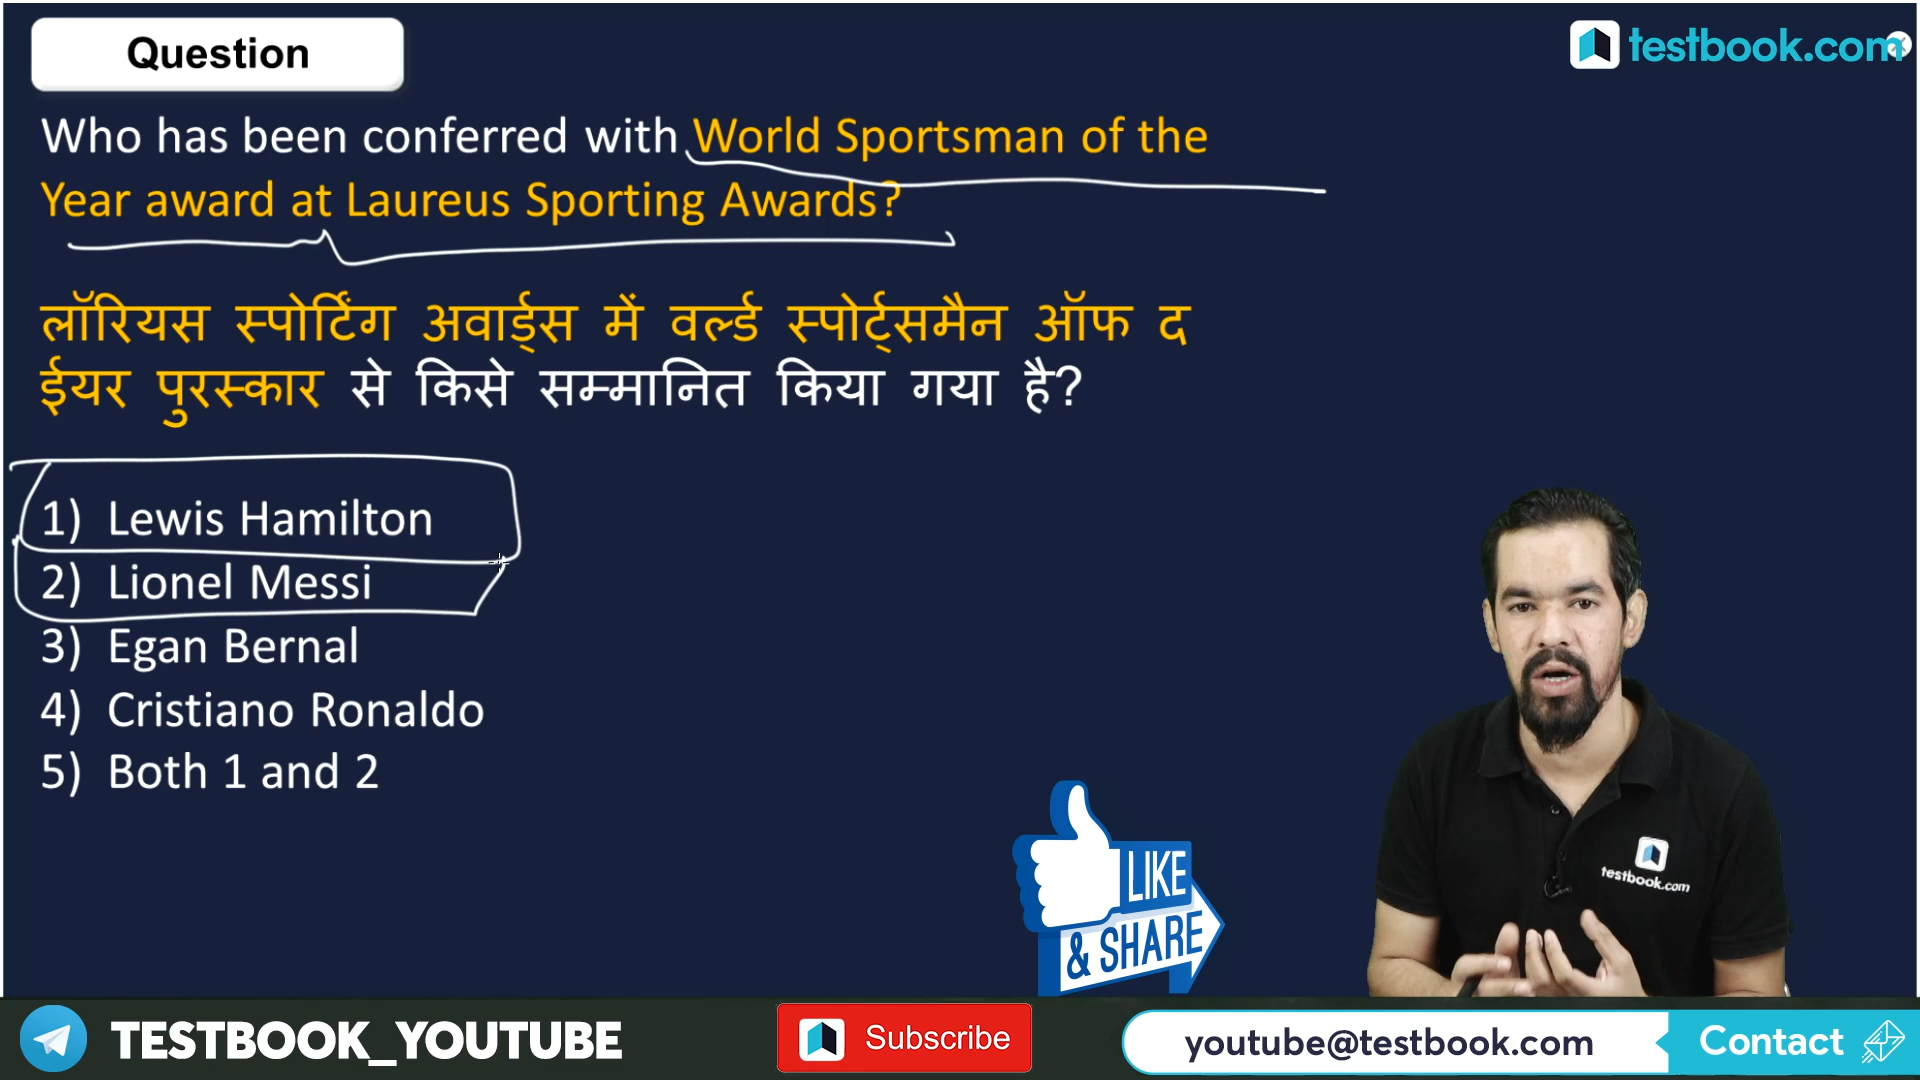 Question
testbook.com
Who has been conferred with World Sportsman of the
Year award at Laureus Sporting Awards?
लॉरियस स्पोर्टिंग अवार्ड्स में वर्ल्ड स्पोर्ट्समैन ऑफ द
ईयर पुरस्कार से किसे सम्मानित किया गया है?
1) Lewis Hamilton
2) Lionel Messi
3) Egan Bernal
4) Cristiano Ronaldo
5) Both 1 and 2
testbook.com
LIKE
& SHARE
TESTBOOK_YOUTUBE
Subscribe
youtube@testbook.com
Contact